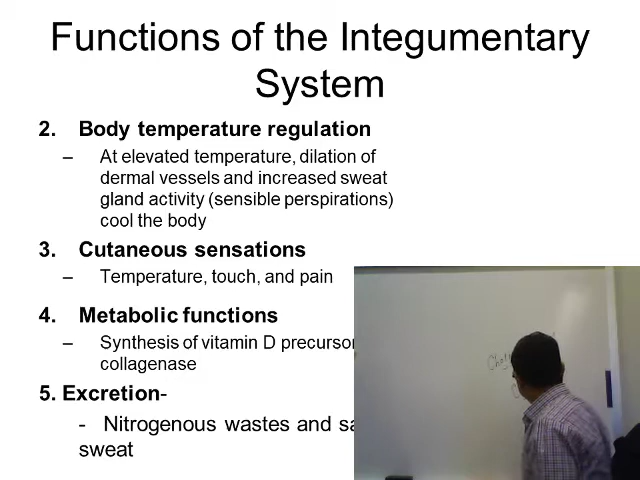 Functions of the Integumentary
System
2. Body temperature regulation
– At elevated temperature, dilation of
dermal vessels and increased sweat
gland activity (sensible perspirations)
cool the body
3. Cutaneous sensations
– Temperature, touch, and pain
4. Metabolic functions
– Synthesis of vitamin D precursor
collagenase
5. Excretion-
- Nitrogenous wastes and
sweat